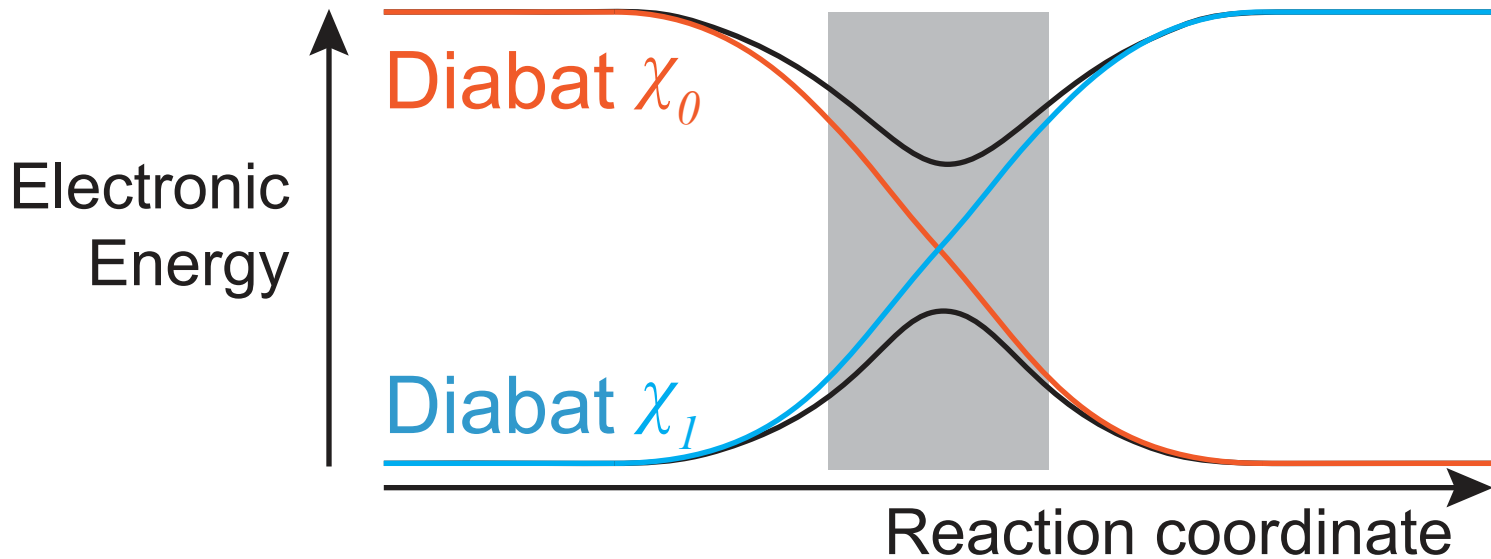 Diabat χ₀
Electronic
Energy
Diabat χ₁
Reaction coordinate